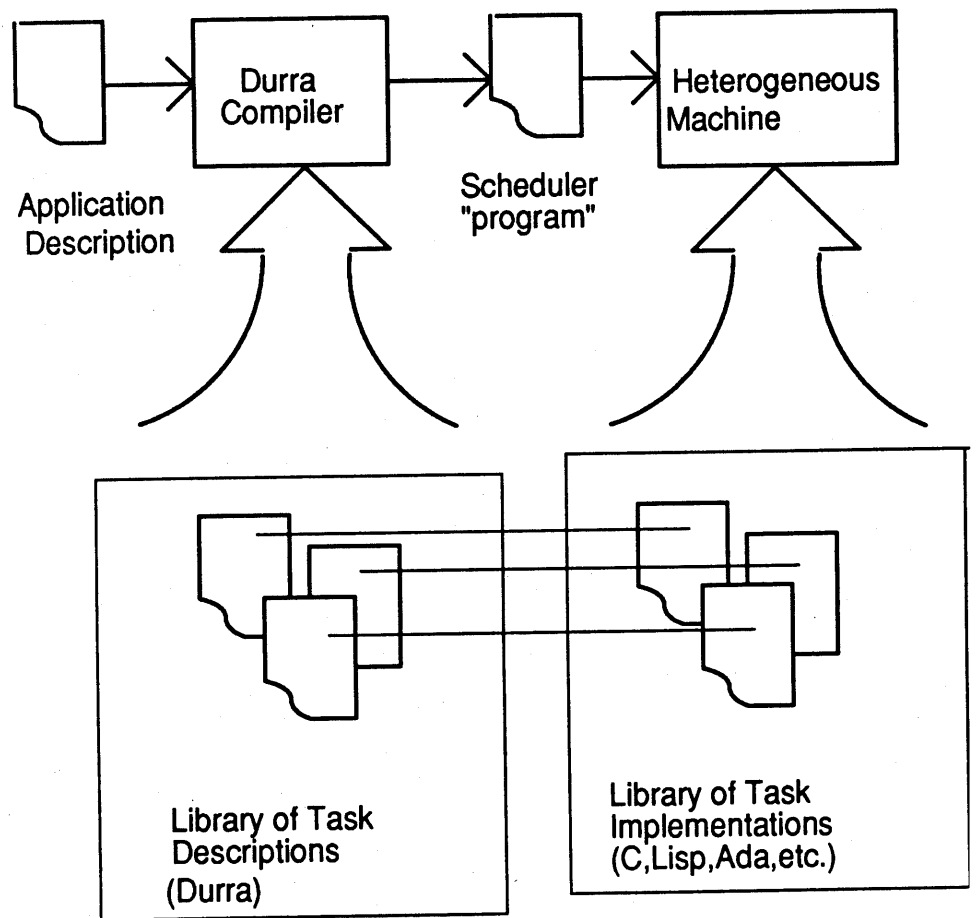 Durra
Compiler
Heterogeneous
Machine
Application
Description
Scheduler
"program"
Library of Task
Descriptions
(Durra)
Library of Task
Implementations
(C,Lisp,Ada,etc.)